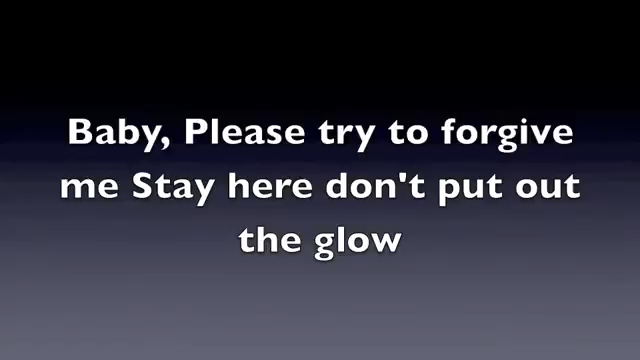 Baby, Please try to forgive
me Stay here don't put out
the glow